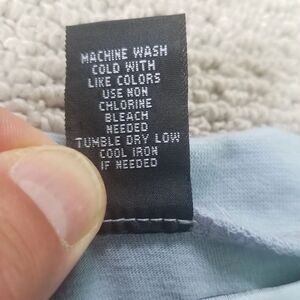 MACHINE WASH
COLD WITH
LIKE COLORS
USE NON
CHLORINE
BLEACH
NEEDED
TUMBLE DRY LOW
COOL IRON
IF NEEDED